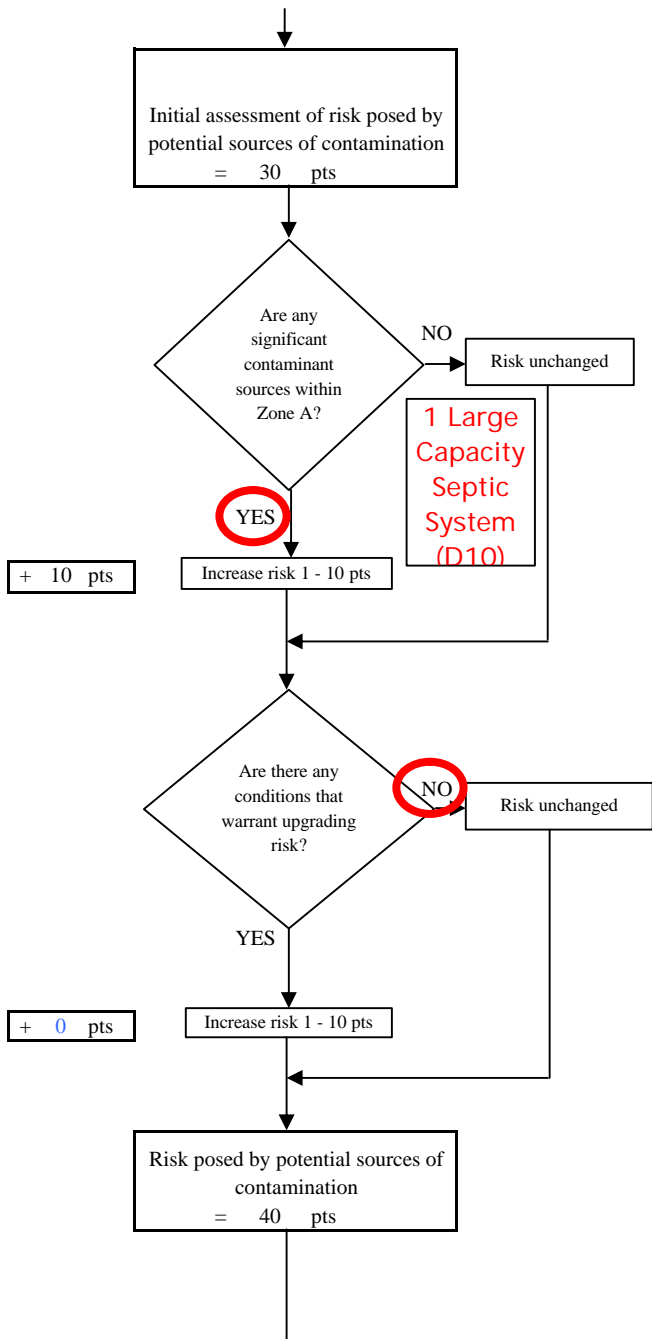 Initial assessment of risk posed by
potential sources of contamination
= 30 pts
Are any
significant
contaminant
sources within
Zone A?
NO
Risk unchanged
1 Large
Capacity
Septic
System
(D10)
YES
+ 10 pts
Increase risk 1 - 10 pts
Are there any
conditions that
warrant upgrading
risk?
NO
Risk unchanged
YES
+ 0 pts
Increase risk 1 - 10 pts
Risk posed by potential sources of
contamination
= 40 pts